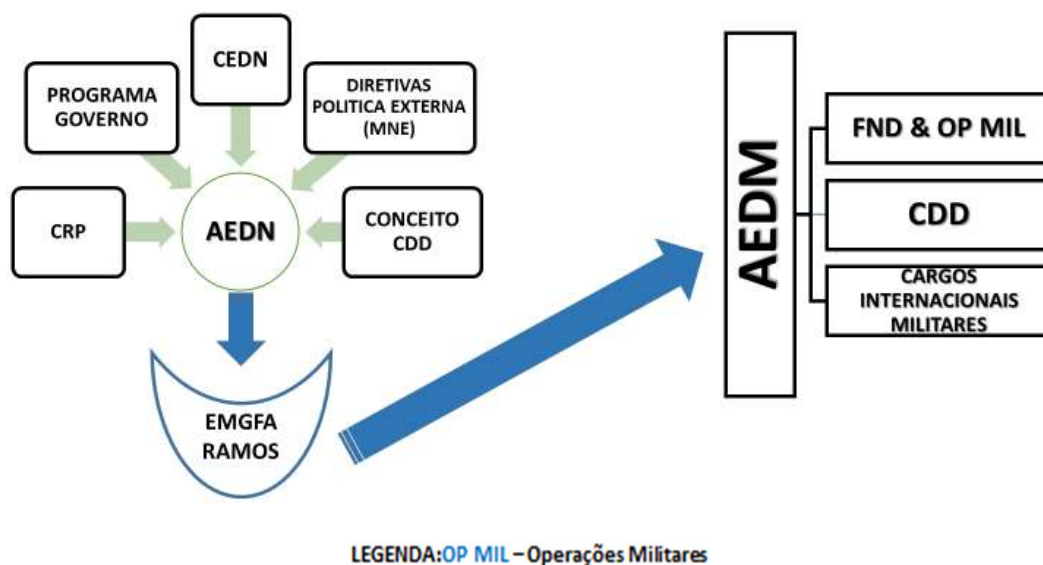 CEDN
PROGRAMA
GOVERNO
DIRETIVAS
POLITICA EXTERNA
(MNE)
CRP
AEDN
CONCEITO
CDD
EMGFA
RAMOS
AEDM
FND & OP MIL
CDD
CARGOS
INTERNACIONAIS
MILITARES
LEGENDA:OP MIL – Operações Militares